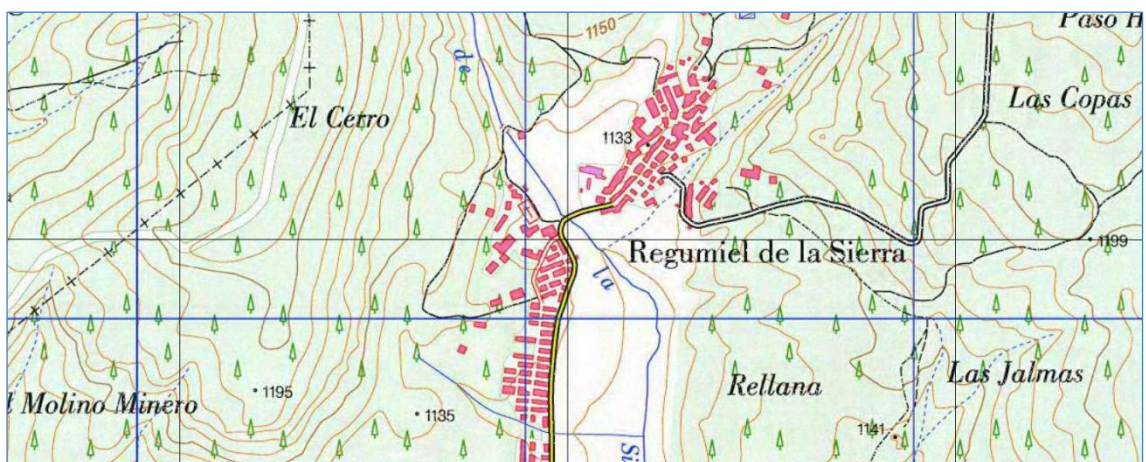 1150
Paso H
de
El Cerro
Las Copas
1133
Regumiel de la Sierra
1199
la
Rellana
Las Jalmas
1195
l Molino Minero
1135
1141
Si